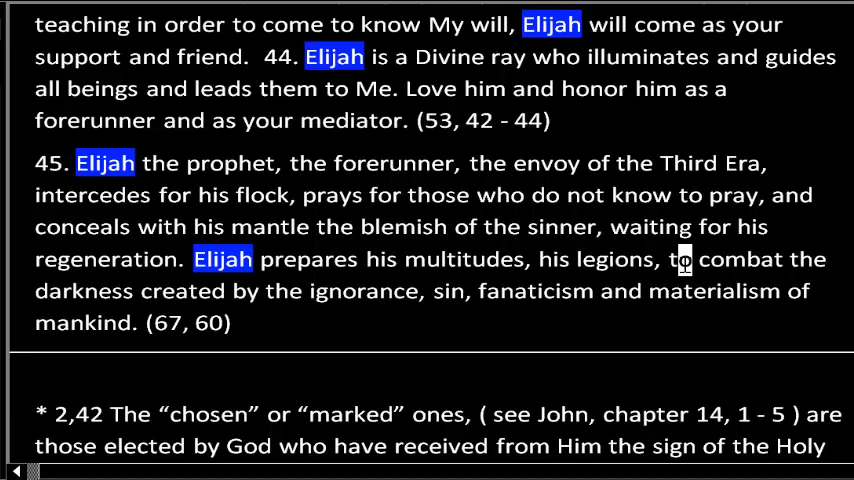 teaching in order to come to know My will, Elijah will come as your
support and friend. 44. Elijah is a Divine ray who illuminates and guides
all beings and leads them to Me. Love him and honor him as a
forerunner and as your mediator. (53, 42 - 44)
45. Elijah the prophet, the forerunner, the envoy of the Third Era,
intercedes for his flock, prays for those who do not know to pray, and
conceals with his mantle the blemish of the sinner, waiting for his
regeneration. Elijah prepares his multitudes, his legions, to combat the
darkness created by the ignorance, sin, fanaticism and materialism of
mankind. (67, 60)
* 2,42 The “chosen” or “marked” ones, ( see John, chapter 14, 1 - 5 ) are
those elected by God who have received from Him the sign of the Holy